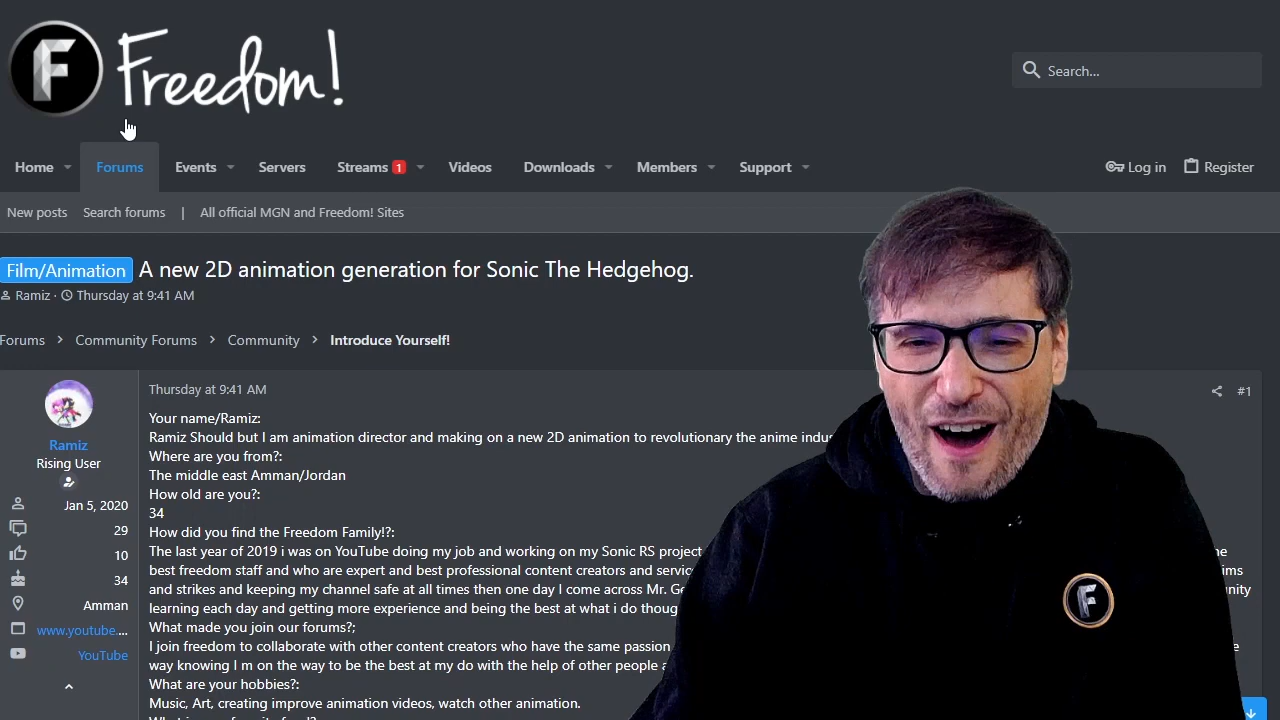 F Freedom!
Search...
Home Forums Events Servers Streams 1 Videos Downloads Members Support Log in Register
New posts Search forums | All official MGN and Freedom! Sites
Film/Animation A new 2D animation generation for Sonic The Hedgehog.
Ramiz · Thursday at 9:41 AM
Forums > Community Forums > Community > Introduce Yourself!
Ramiz
Rising User
Jan 5, 2020
29
10
34
Amman
www.youtube....
YouTube
Thursday at 9:41 AM #1
Your name/Ramiz:
Ramiz Should but I am animation director and making on a new 2D animation to revolutionary the anime
Where are you from?:
The middle east Amman/Jordan
How old are you?:
34
How did you find the Freedom Family!?:
The last year of 2019 i was on YouTube doing my job and working on my Sonic RS project
best freedom staff and who are expert and best professional content creators and
and strikes and keeping my channel safe at all times then one day I come across Mr.
learning each day and getting more experience and being the best at what i do
What made you join our forums?;
I join freedom to collaborate with other content creators who have the same passion
way knowing I m on the way to be the best at my do with the help of other people
What are your hobbies?:
Music, Art, creating improve animation videos, watch other animation.
F